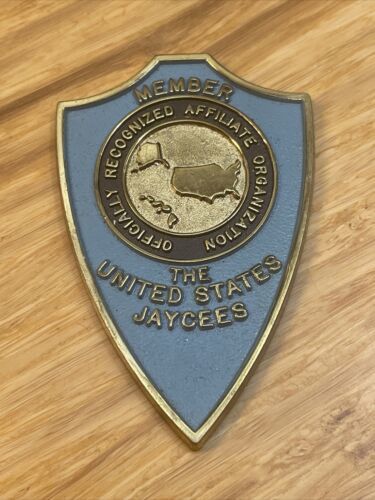 MEMBER
OFFICIALLY RECOGNIZED AFFILIATE ORGANIZATION
THE
UNITED STATES
JAYCEES